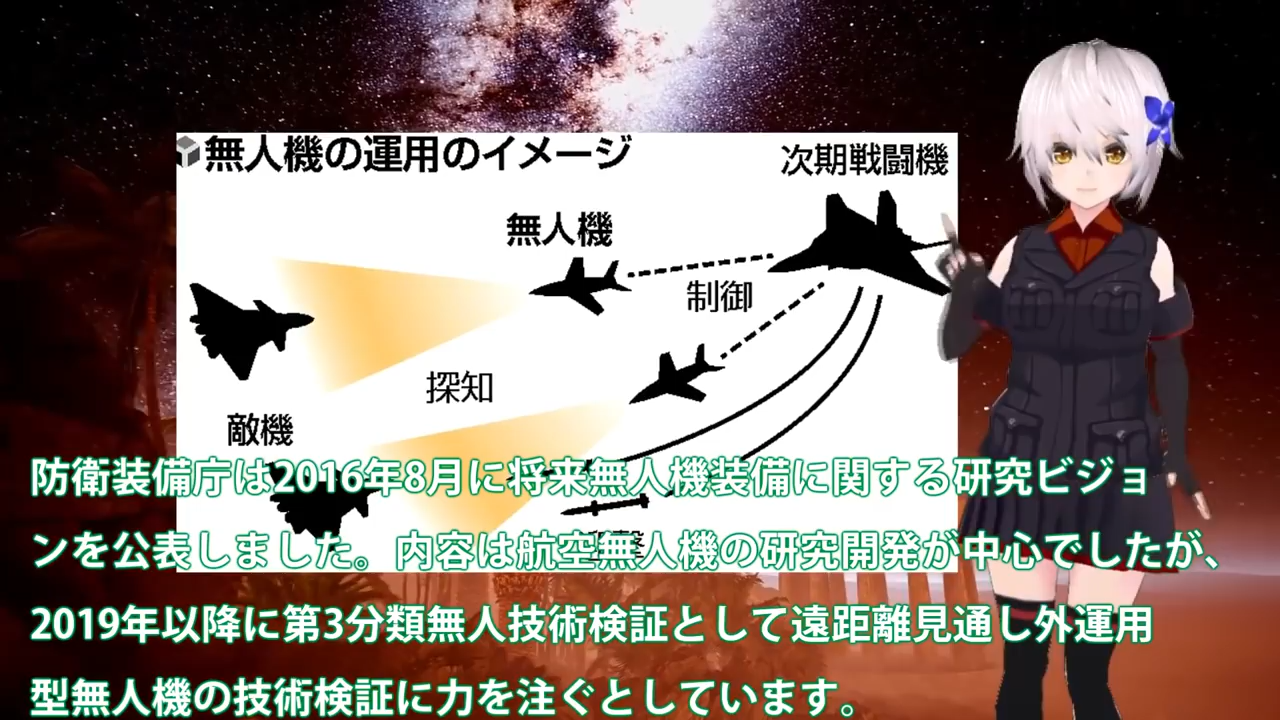 無人機の運用のイメージ
次期戦闘機
無人機
制御
探知
敵機
防衛装備庁は2016年8月に将来無人機装備に関する研究ビジョ
ンを公表しました。内容は航空無人機の研究開発が中心でしたが、
2019年以降に第3分類無人技術検証として遠距離見通し外運用
型無人機の技術検証に力を注ぐとしています。